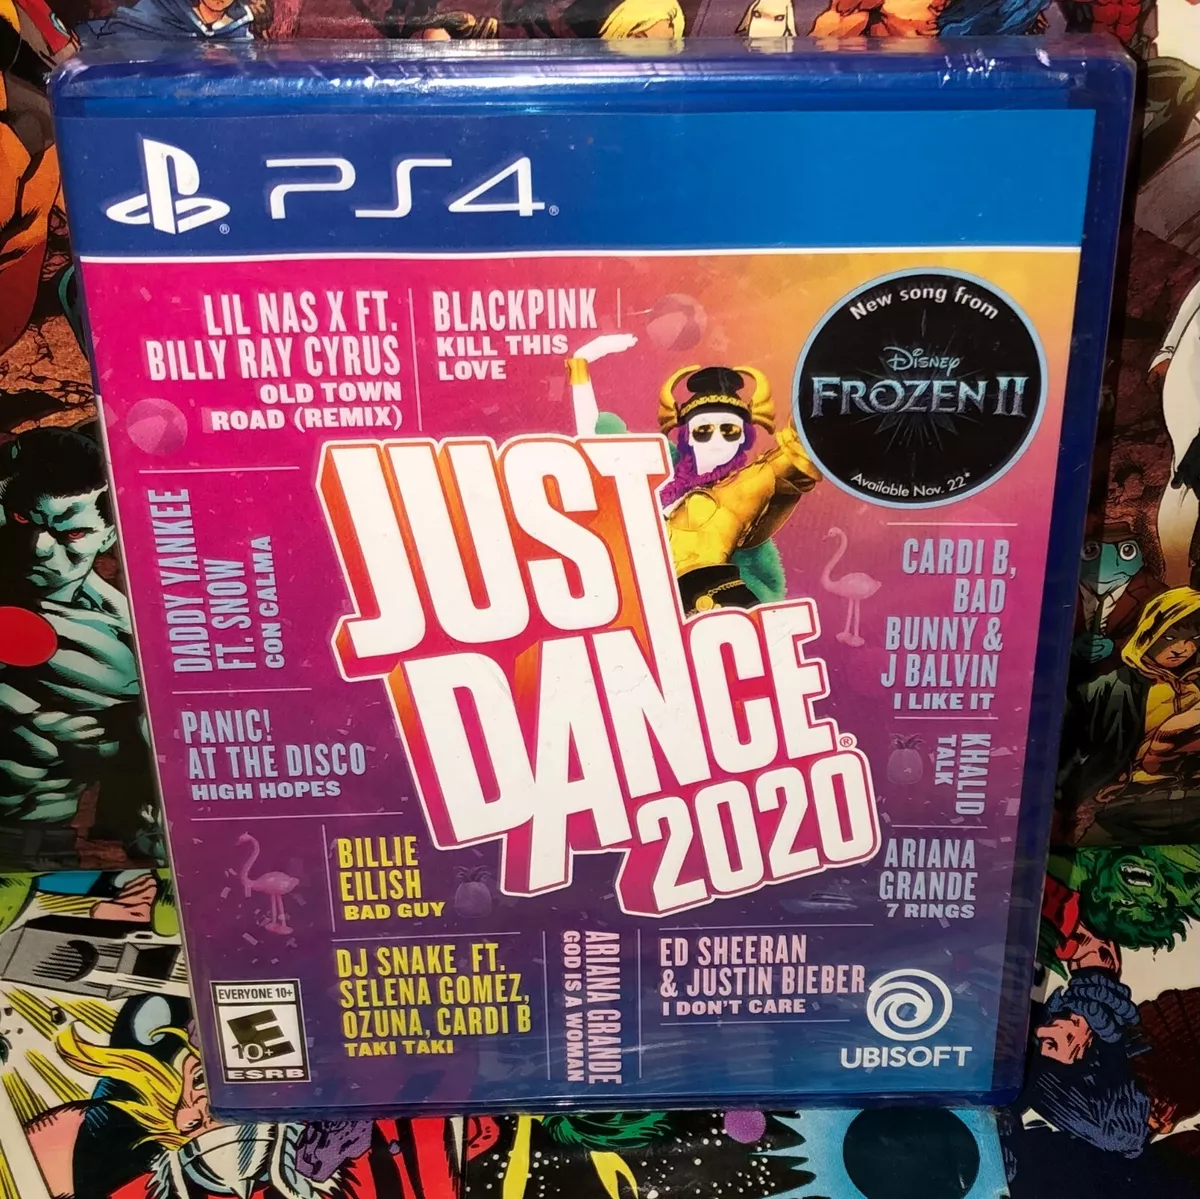 PS4®
LIL NAS X FT.
BILLY RAY CYRUS
OLD TOWN
ROAD (REMIX)
BLACKPINK
KILL THIS
LOVE
New song from
Disney
FROZEN II
Available Nov. 22*
JUST
DANCE®
2020
DADDY YANKEE
FT. SNOW
CON CALMA
CARDI B,
BAD
BUNNY &
J BALVIN
I LIKE IT
PANIC!
AT THE DISCO
HIGH HOPES
KHALID
TALK
BILLIE
EILISH
BAD GUY
ARIANA
GRANDE
7 RINGS
DJ SNAKE FT.
SELENA GOMEZ,
OZUNA, CARDI B
TAKI TAKI
ARIANA GRANDE
GOD IS A WOMAN
ED SHEERAN
& JUSTIN BIEBER
I DON'T CARE
EVERYONE 10+
E
10+
ESRB
UBISOFT